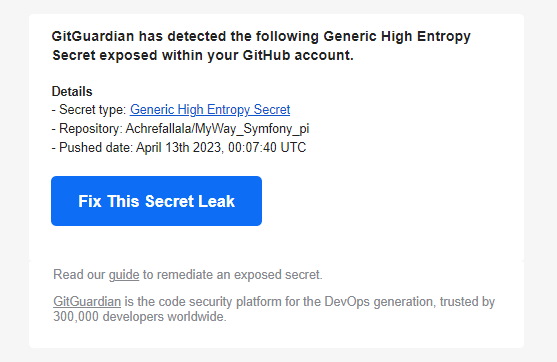 GitGuardian has detected the following Generic High Entropy
Secret exposed within your GitHub account.
Details
- Secret type: Generic High Entropy Secret
- Repository: Achrefallala/MyWay_Symfony_pi
- Pushed date: April 13th 2023, 00:07:40 UTC
Fix This Secret Leak
Read our guide to remediate an exposed secret.
GitGuardian is the code security platform for the DevOps generation, trusted by
300,000 developers worldwide.